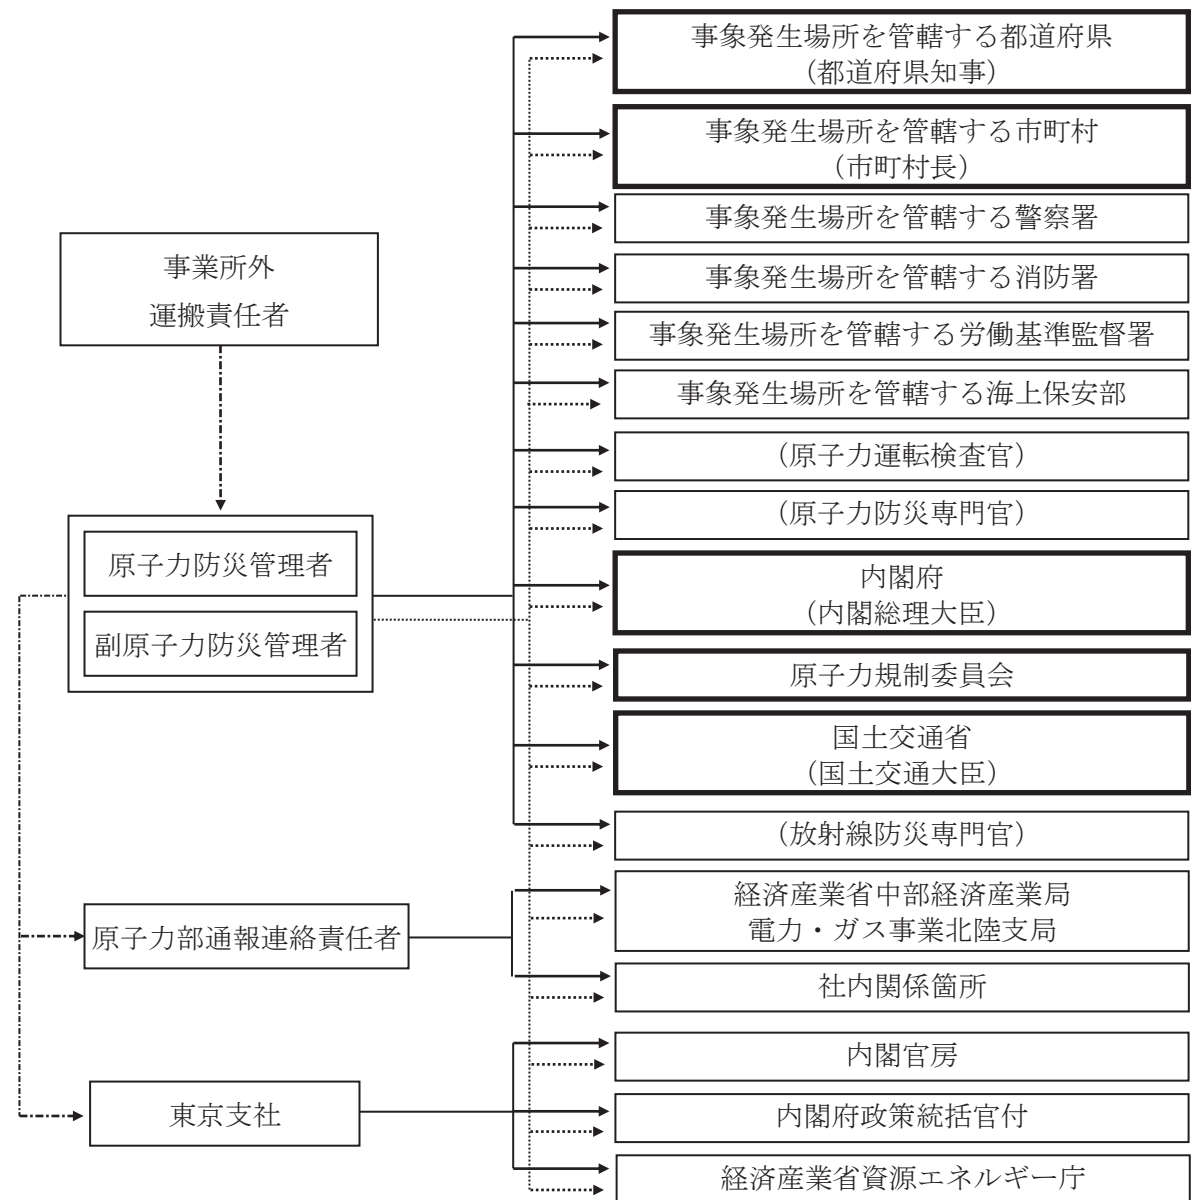 事象発生場所を管轄する都道府県
（都道府県知事）
事象発生場所を管轄する市町村
（市町村長）
事象発生場所を管轄する警察署
事業所外
運搬責任者
事象発生場所を管轄する消防署
事象発生場所を管轄する労働基準監督署
事象発生場所を管轄する海上保安部
（原子力運転検査官）
（原子力防災専門官）
原子力防災管理者
副原子力防災管理者
内閣府
（内閣総理大臣）
原子力規制委員会
国土交通省
（国土交通大臣）
（放射線防災専門官）
原子力部通報連絡責任者
経済産業省中部経済産業局
電力・ガス事業北陸支局
社内関係箇所
東京支社
内閣官房
内閣府政策統括官付
経済産業省資源エネルギー庁